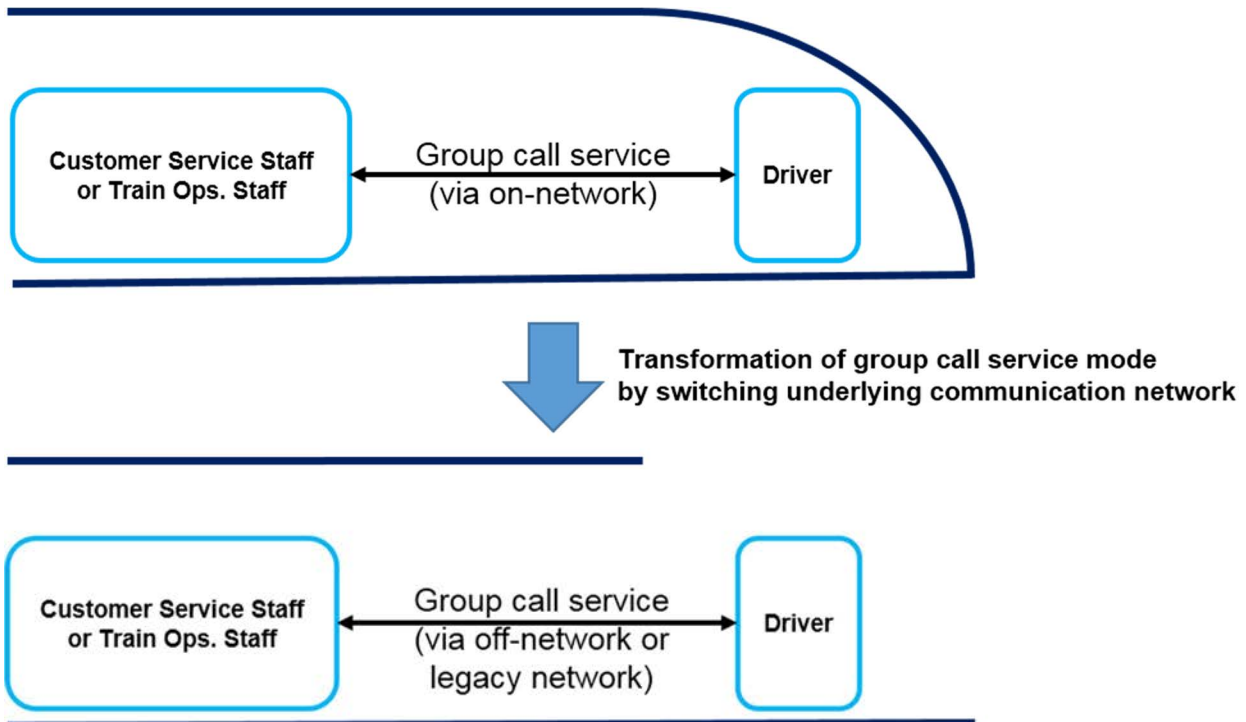 Customer Service Staff
or Train Ops. Staff
Group call service
(via on-network)
Driver
Transformation of group call service mode
by switching underlying communication network
Customer Service Staff
or Train Ops. Staff
Group call service
(via off-network or
legacy network)
Driver